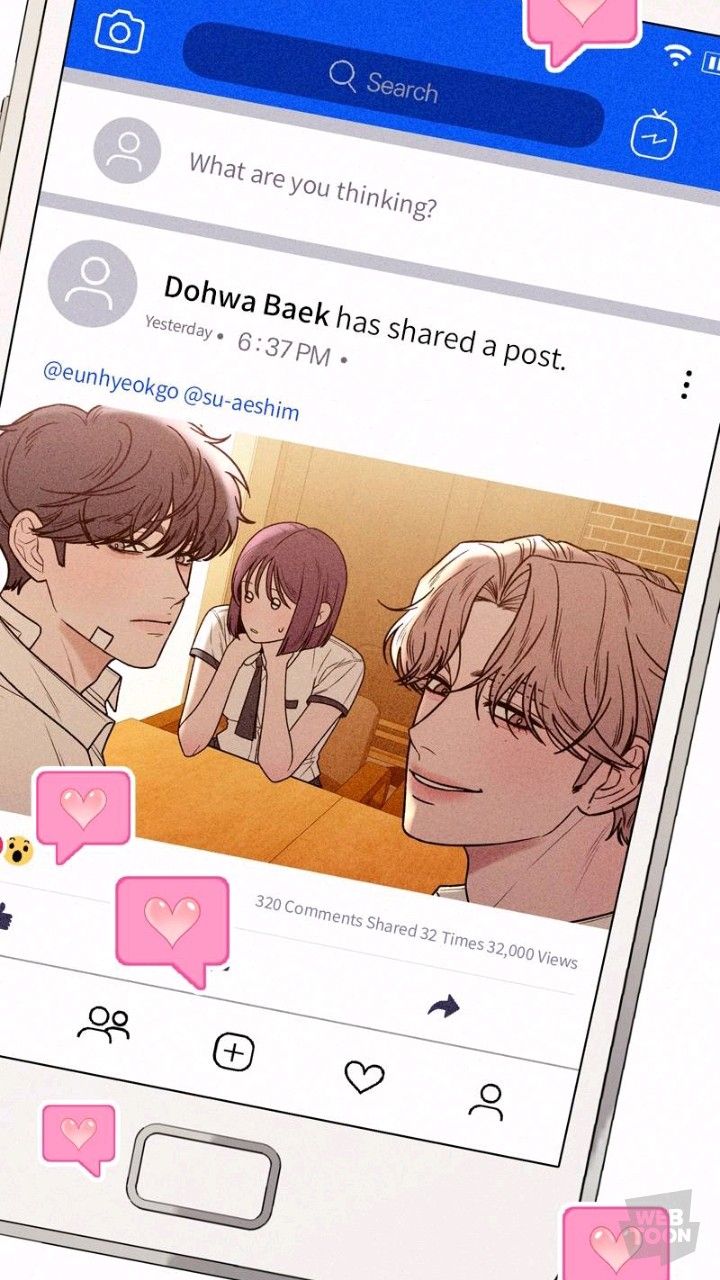 Search
What are you thinking?
Dohwa Baek has shared a post.
Yesterday • 6:37 PM •
@eunhyeokgo @su-aeshim
320 Comments Shared 32 Times 32,000 Views
WEB
TOON